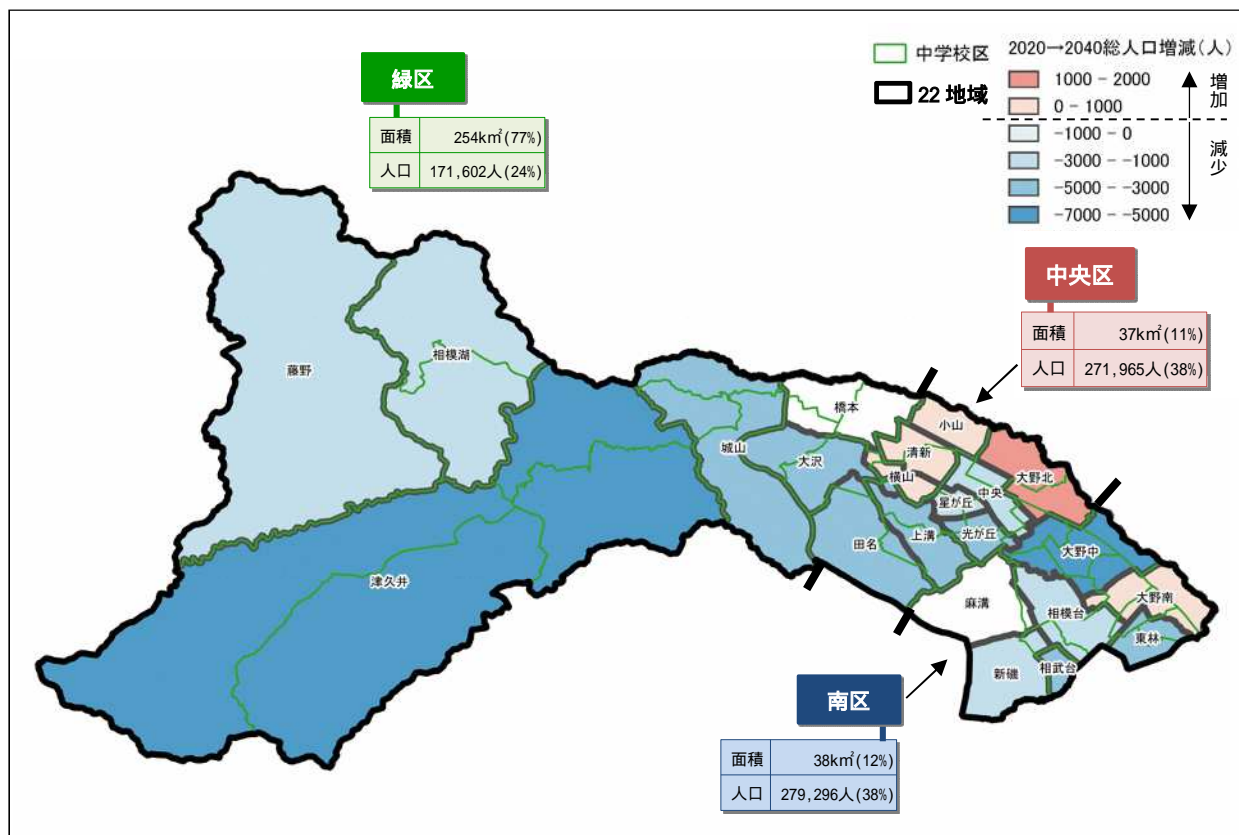 中学校区
22 地域
2020→2040総人口増減(人)
1000 - 2000
0 - 1000
-1000 - 0
-3000 - -1000
-5000 - -3000
-7000 - -5000
増加
減少
緑区
面積 254k㎡(77%)
人口 171,602人(24%)
中央区
面積 37k㎡(11%)
人口 271,965人(38%)
藤野
相模湖
津久井
城山
橋本
大沢
小山
清新
横山
中央
星が丘
大野北
田名
上溝
光が丘
大野中
麻溝
相模台
大野南
東林
新磯
相武台
南区
面積 38k㎡(12%)
人口 279,296人(38%)